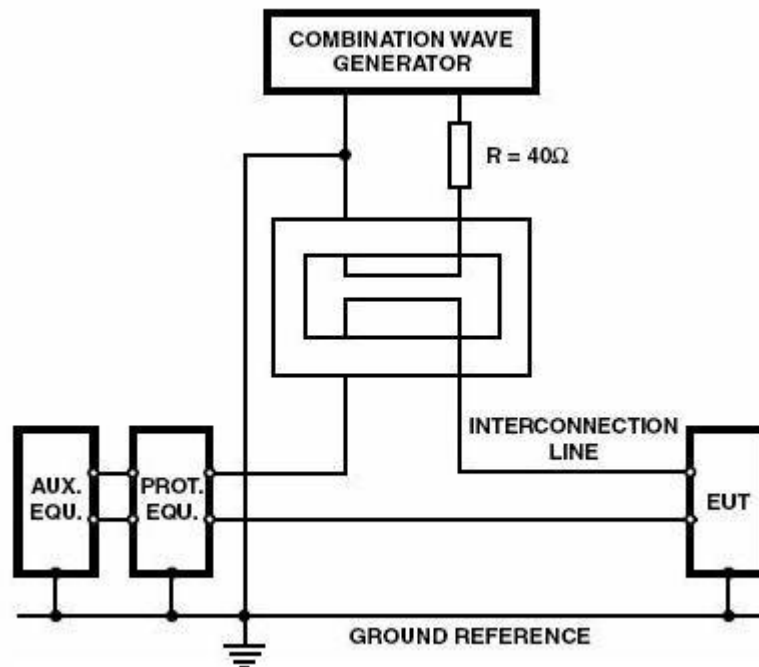 COMBINATION WAVE
GENERATOR
R = 40Ω
INTERCONNECTION
LINE
AUX.
EQU.
PROT.
EQU.
EUT
GROUND REFERENCE